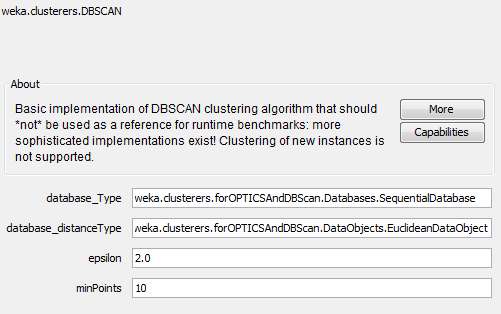 weka.clusterers.DBSCAN
About
Basic implementation of DBSCAN clustering algorithm that should
*not* be used as a reference for runtime benchmarks: more
sophisticated implementations exist! Clustering of new instances is
not supported.
More
Capabilities
database_Type weka.clusterers.forOPTICSAndDBScan.Databases.SequentialDatabase
database_distanceType weka.clusterers.forOPTICSAndDBScan.DataObjects.EuclideanDataObject
epsilon 2.0
minPoints 10